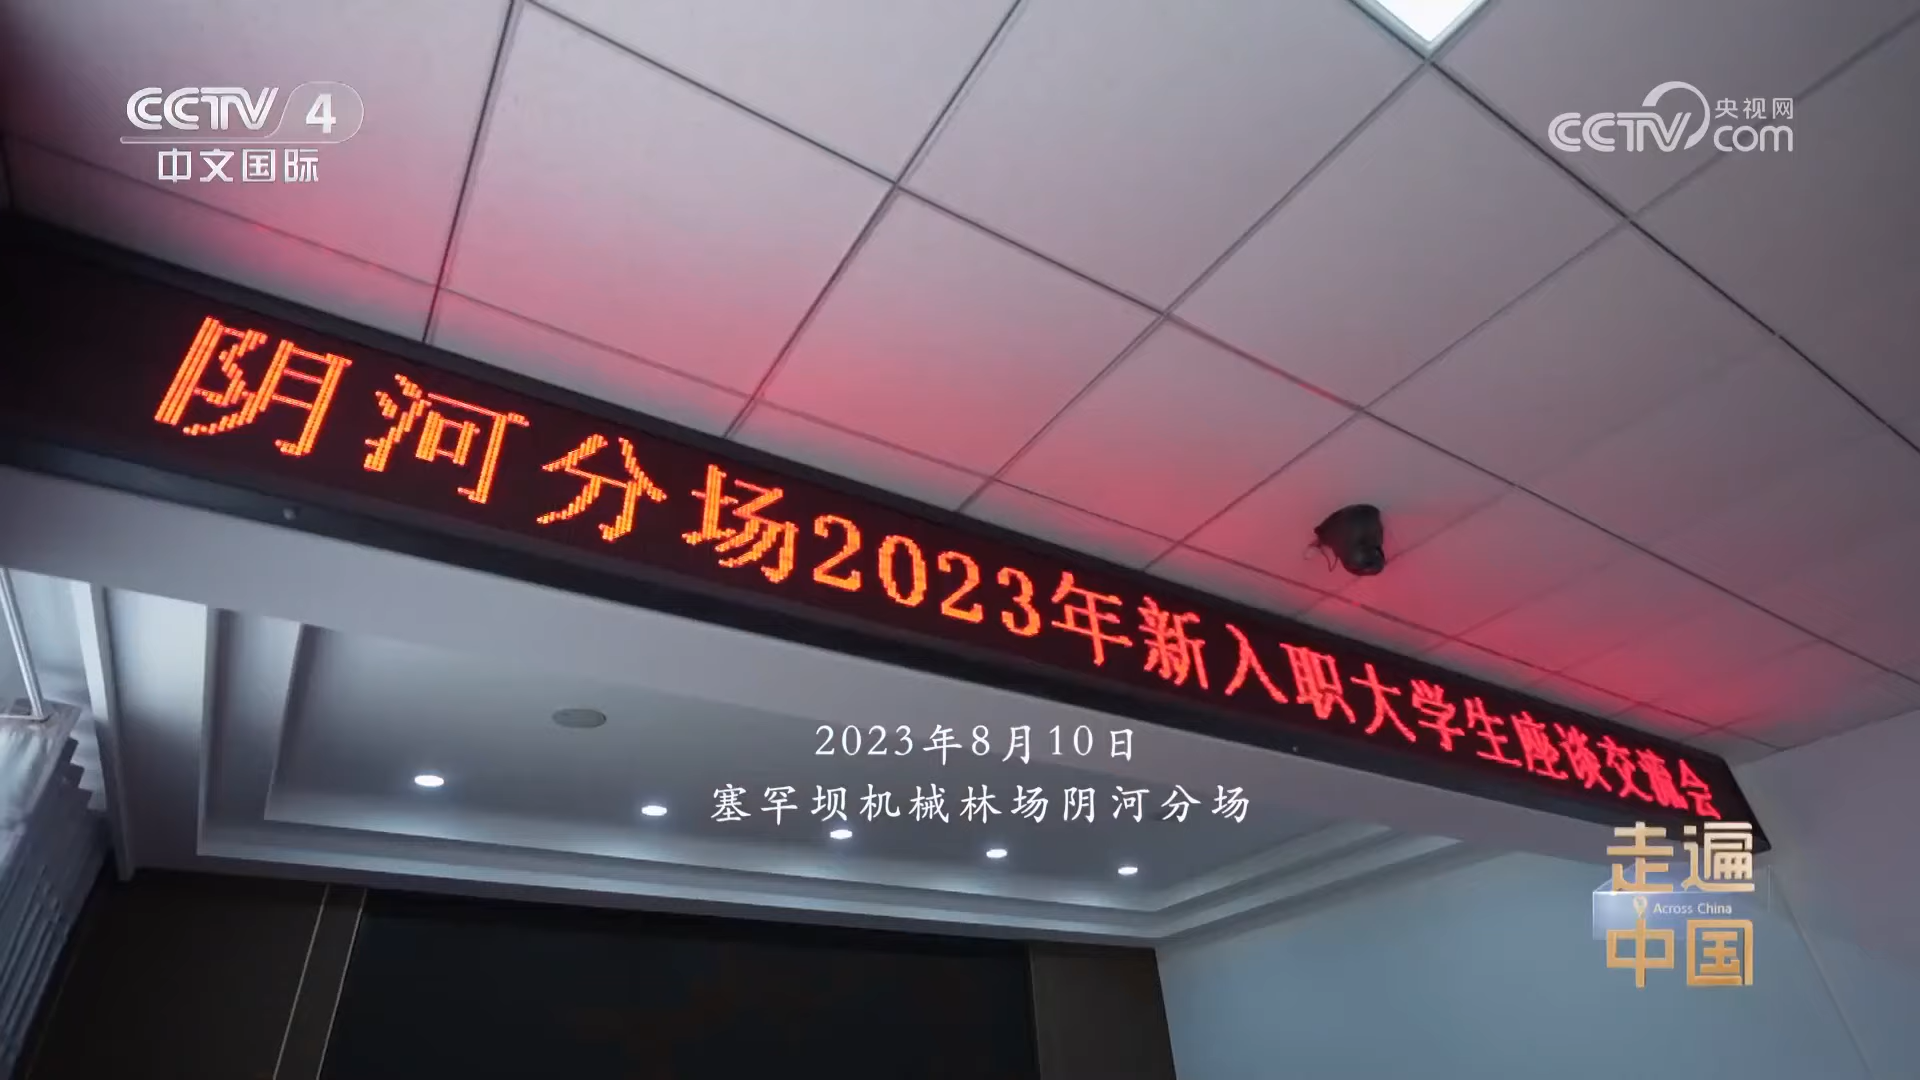 CCTV 4
中文国际
央视网
CCTV.com
阴河分场2023年新入职大学生座谈交流会
2023年8月10日
塞罕坝机械林场阴河分场
走遍
Across China
中国